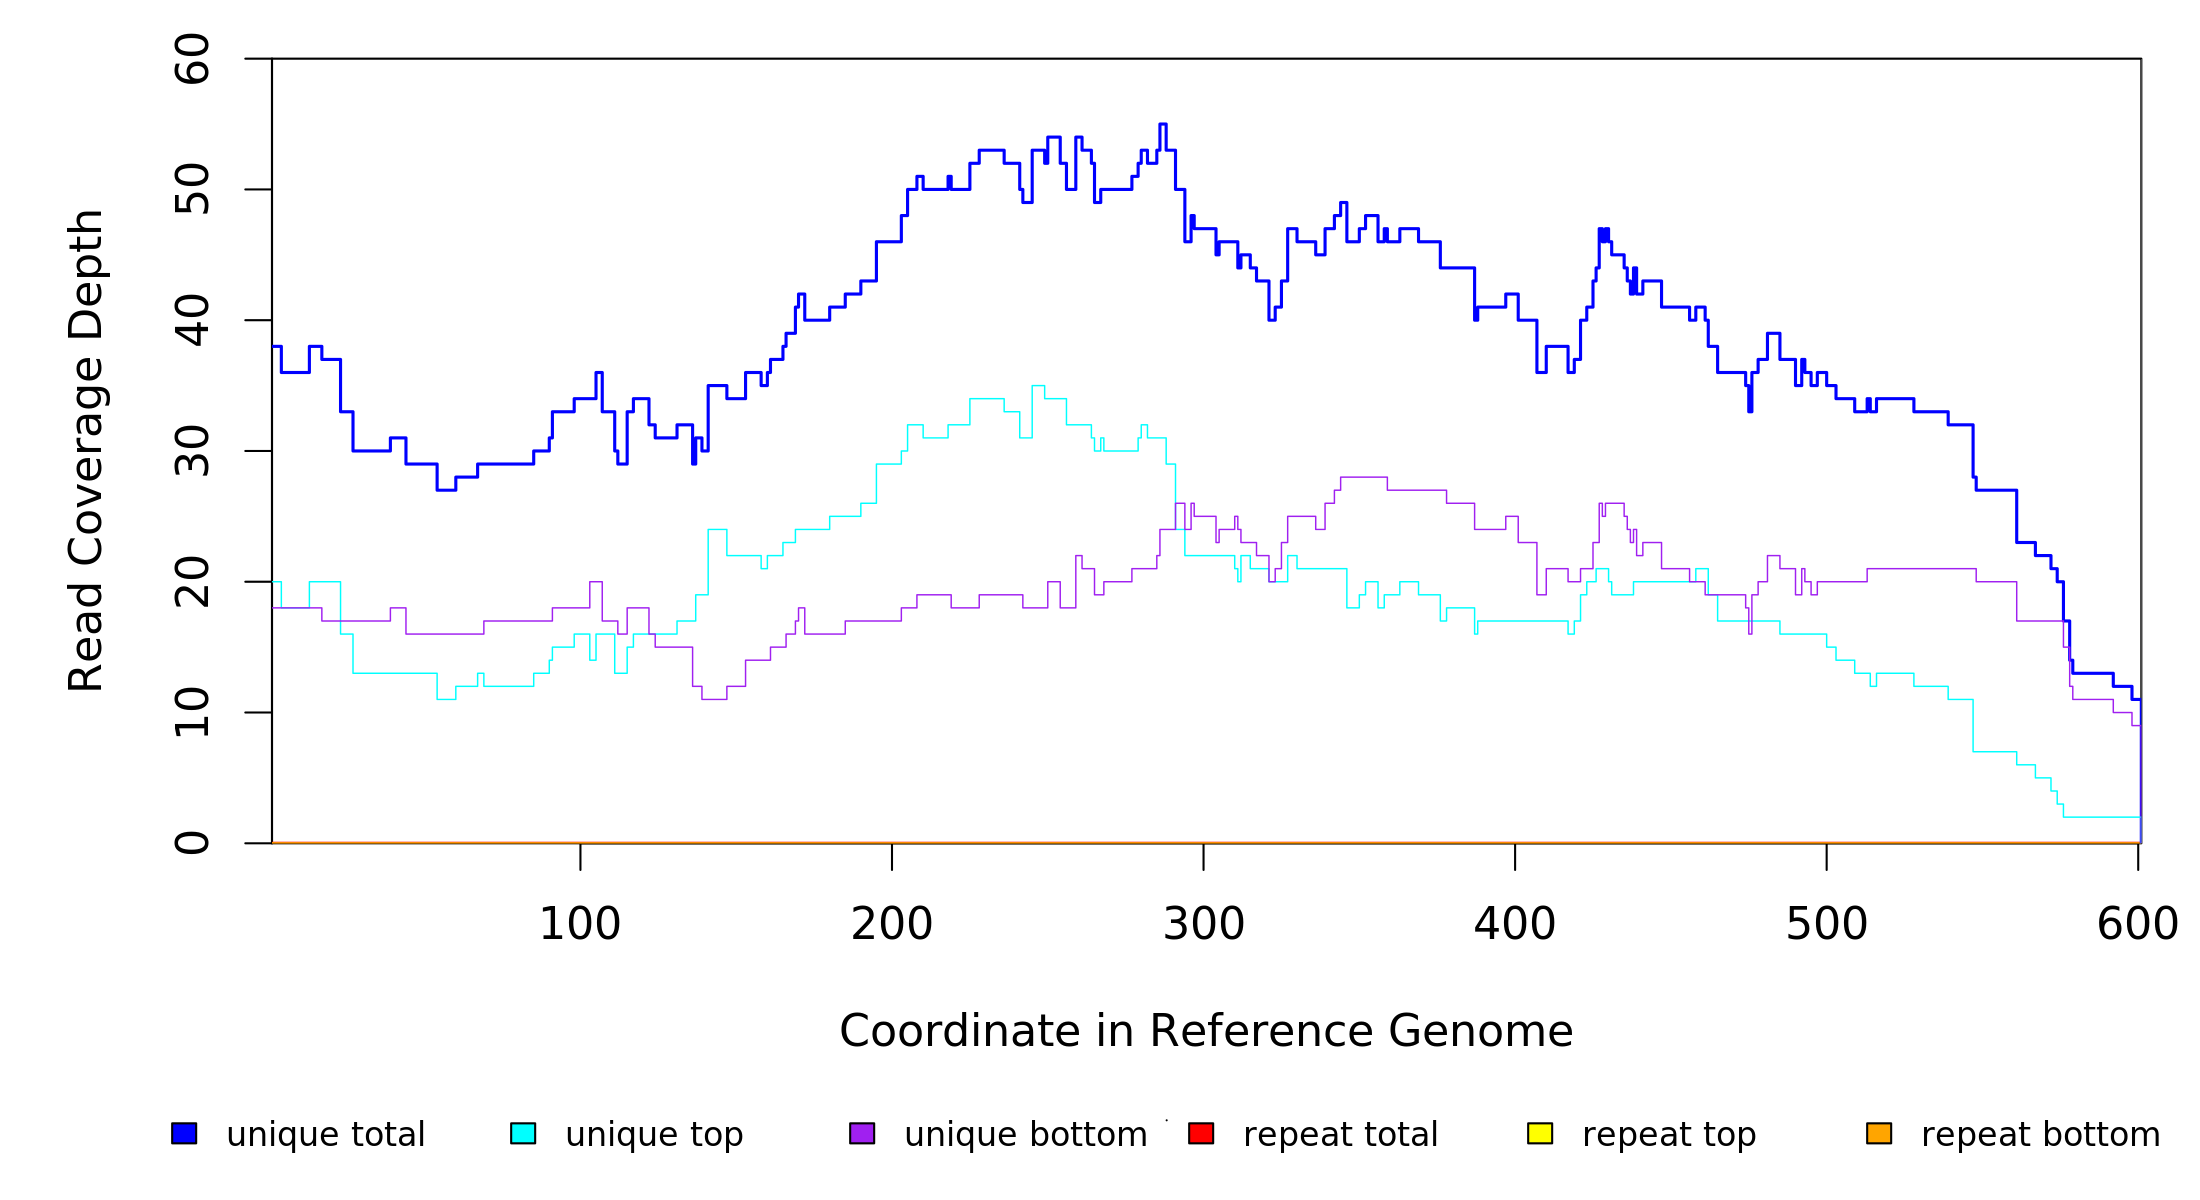 Read Coverage Depth
60
50
40
30
20
10
0
100 200 300 400 500 600
Coordinate in Reference Genome
unique total unique top unique bottom repeat total repeat top repeat bottom